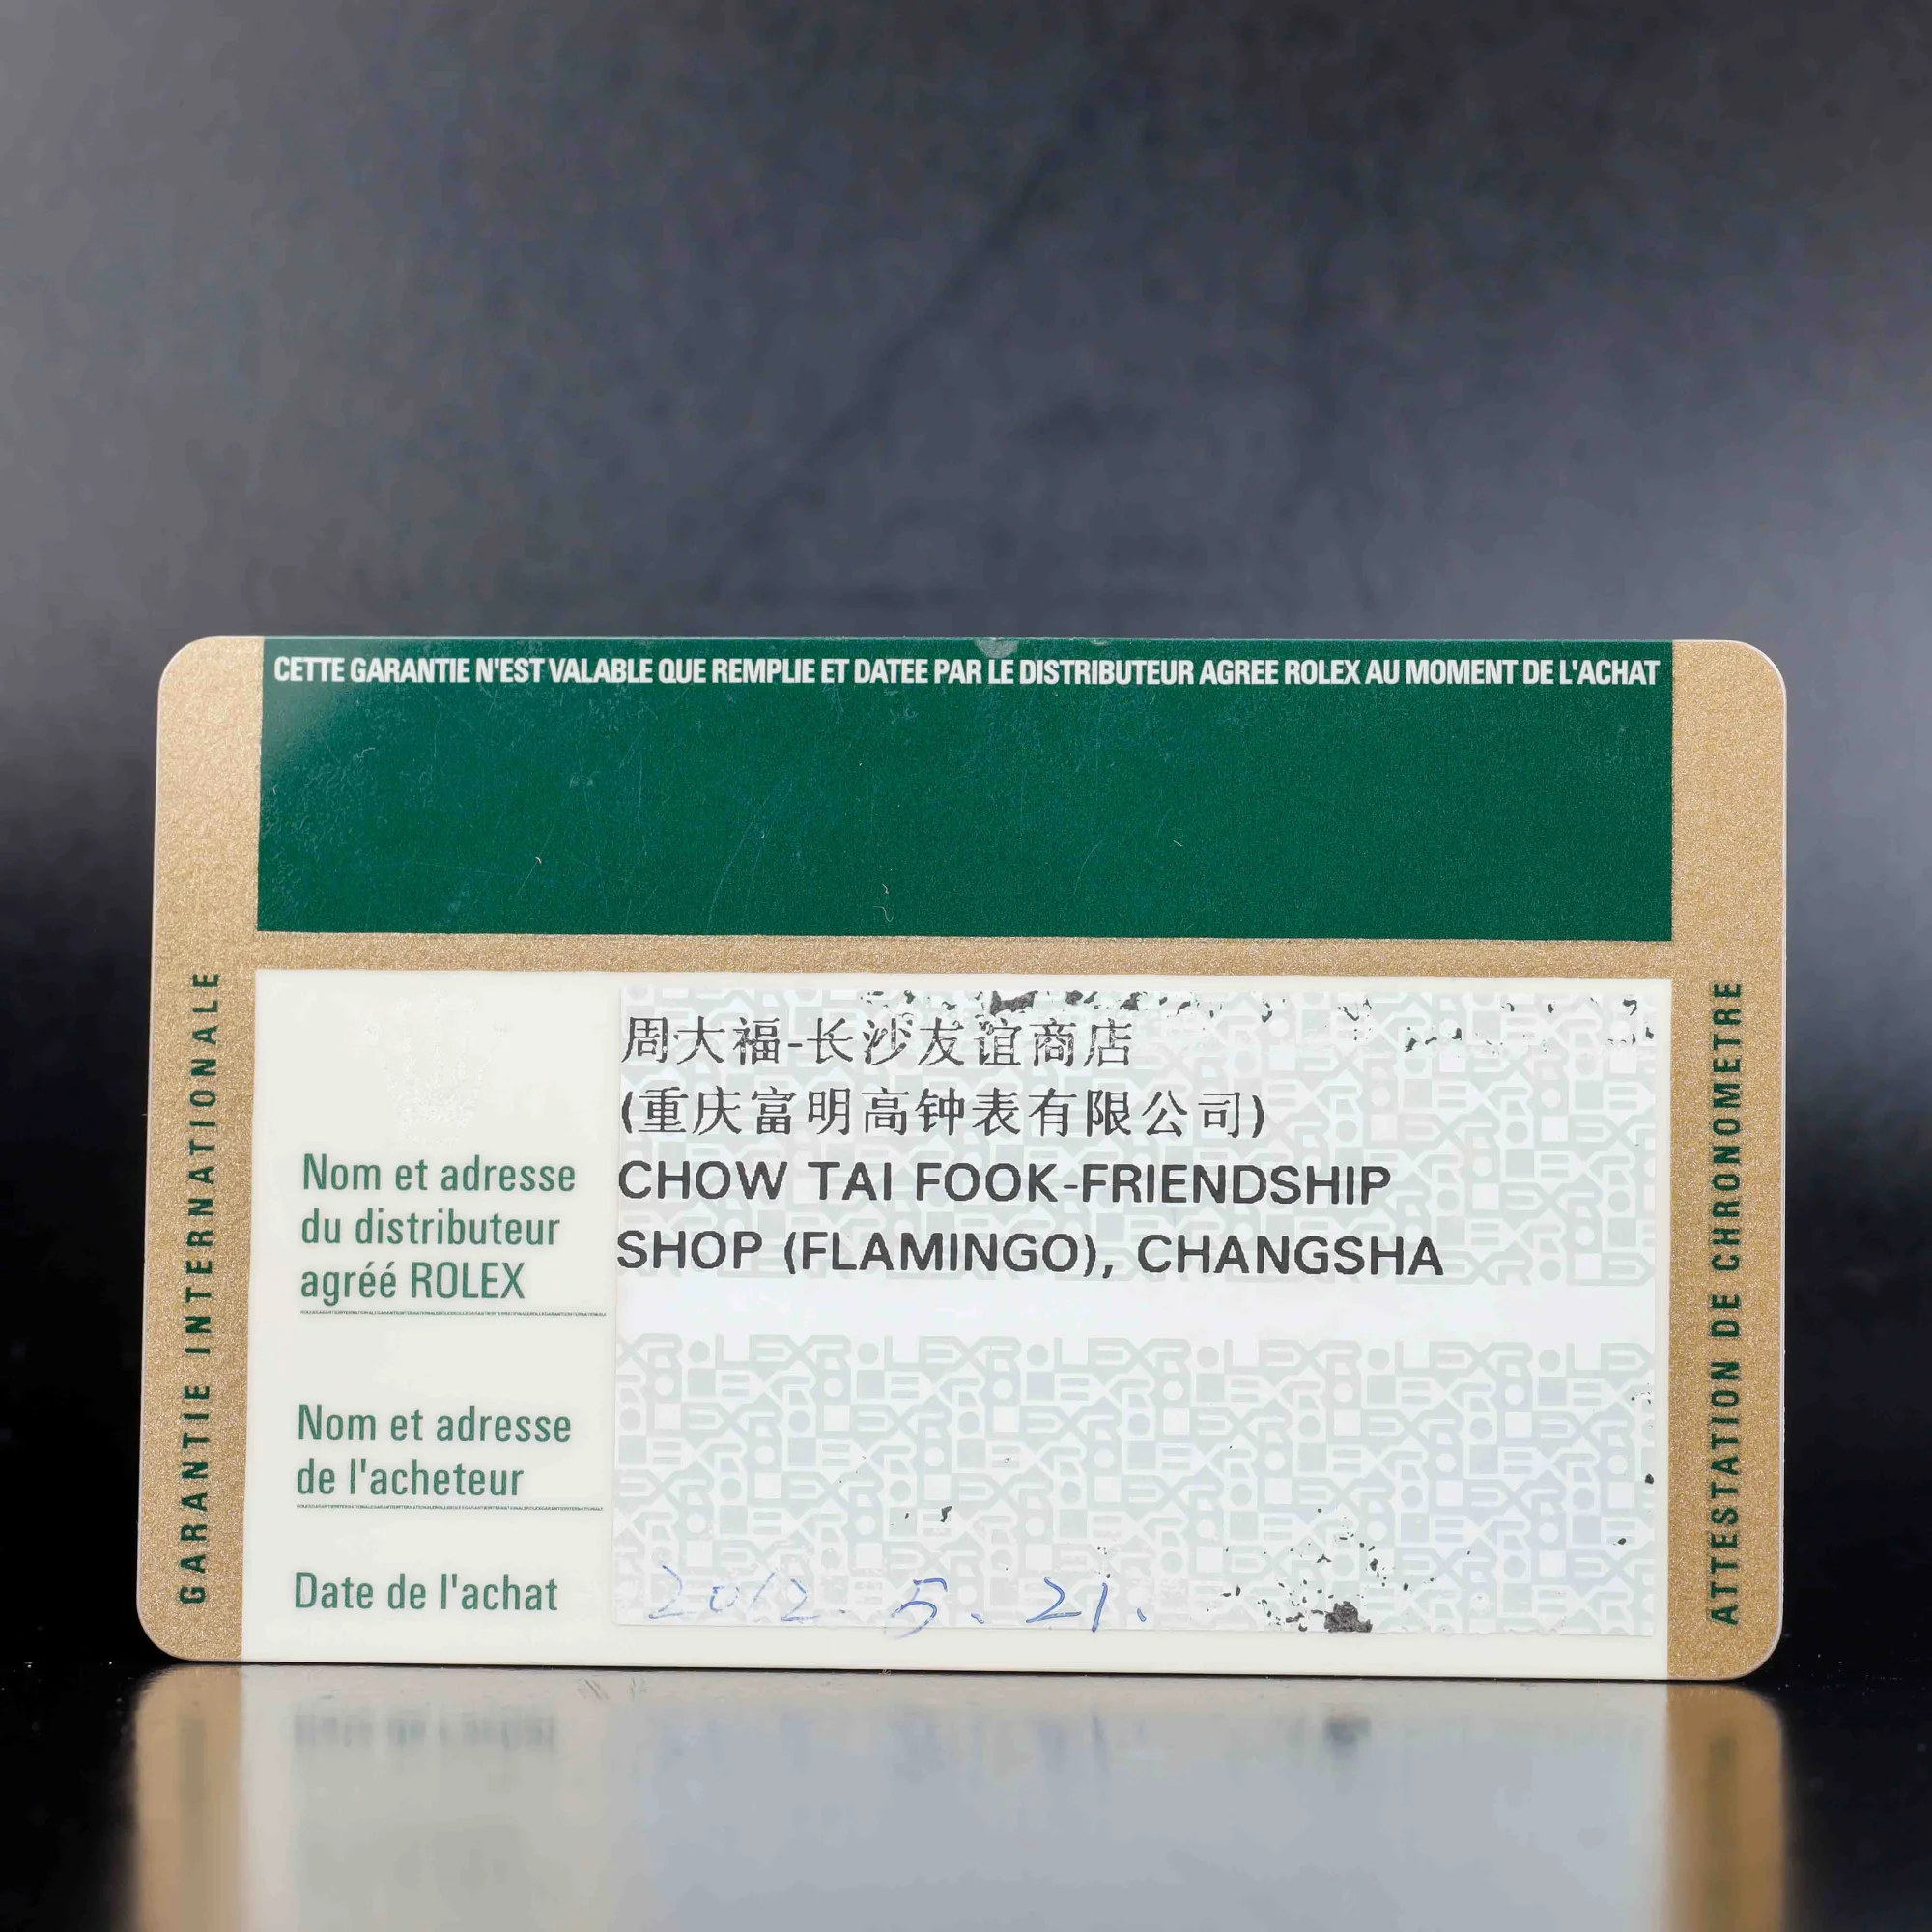 CETTE GARANTIE N'EST VALABLE QUE REMPLIE ET DATEE PAR LE DISTRIBUTEUR AGREE ROLEX AU MOMENT DE L'ACHAT
GARANTIE INTERNATIONALE
周大福-长沙友谊商店
(重庆富明高钟表有限公司)
Nom et adresse
du distributeur
agréé ROLEX
CHOW TAI FOOK-FRIENDSHIP
SHOP (FLAMINGO), CHANGSHA
Nom et adresse
de l'acheteur
Date de l'achat
2012. 5. 21.
ATTESTATION DE CHRONOMETRE